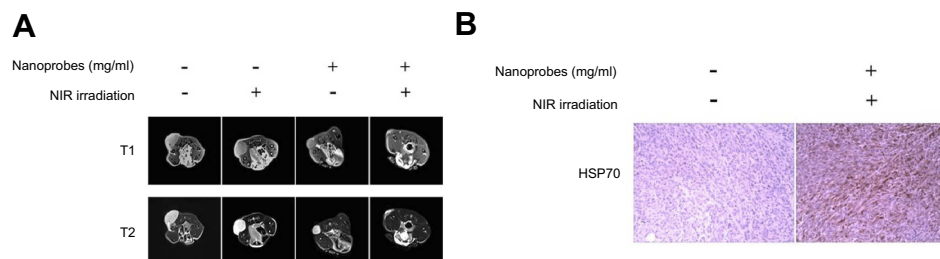 A
Nanoprobes (mg/ml) - - + +
NIR irradiation - + - +
T1
T2
B
Nanoprobes (mg/ml) - +
NIR irradiation - +
HSP70